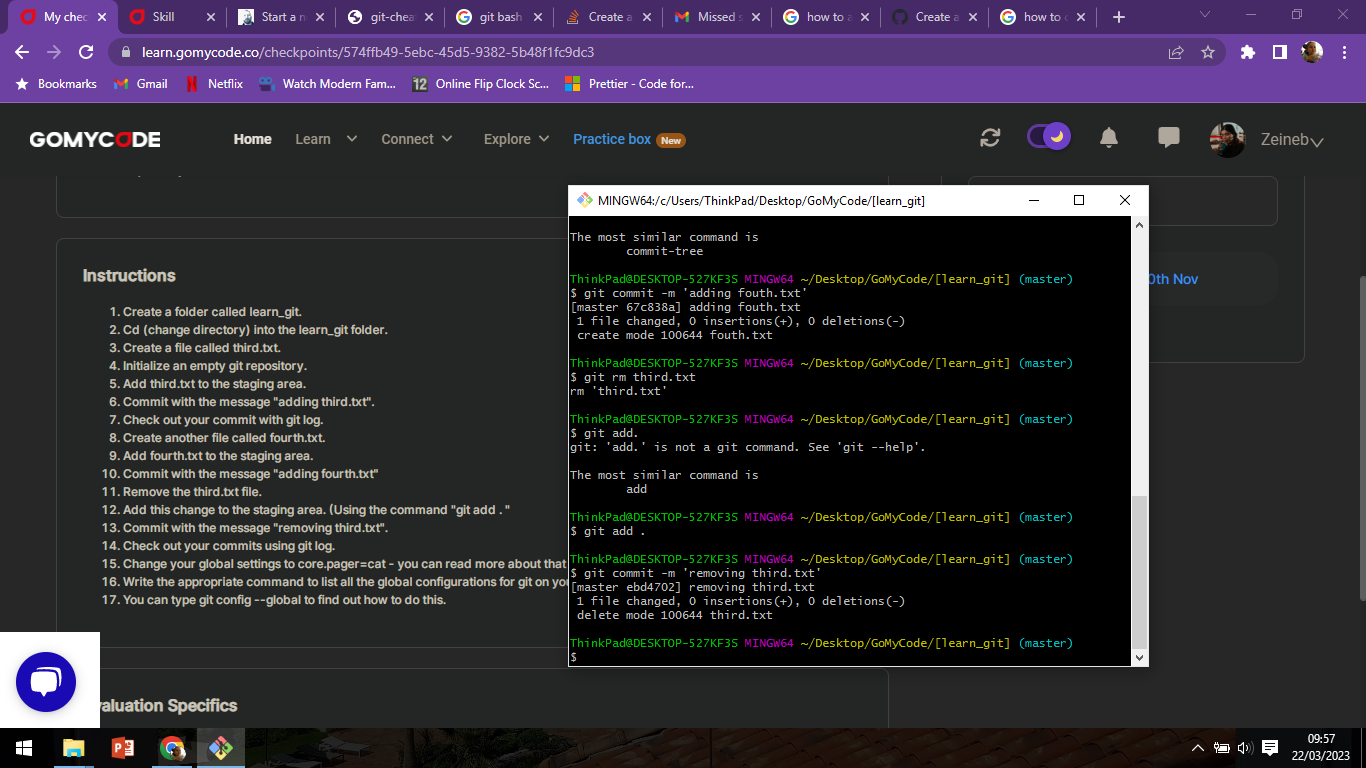 My chec
Skill
Start a n
git-chea
git bash
Create a
Missed s
how to a
Create a
how to c
learn.gomycode.co/checkpoints/574ffb49-5ebc-45d5-9382-5b48f1fc9dc3
Bookmarks
Gmail
Netflix
Watch Modern Fam...
12
Online Flip Clock Sc...
Prettier - Code for...
GOMYCODE
Home
Learn
Connect
Explore
Practice box
New
Zeineb
Instructions
1. Create a folder called learn_git.
2. Cd (change directory) into the learn_git folder.
3. Create a file called third.txt.
4. Initialize an empty git repository.
5. Add third.txt to the staging area.
6. Commit with the message "adding third.txt".
7. Check out your commit with git log.
8. Create another file called fourth.txt.
9. Add fourth.txt to the staging area.
10. Commit with the message "adding fourth.txt"
11. Remove the third.txt file.
12. Add this change to the staging area. (Using the command "git add . "
13. Commit with the message "removing third.txt".
14. Check out your commits using git log.
15. Change your global settings to core.pager=cat - you can read more about that
16. Write the appropriate command to list all the global configurations for git on you
17. You can type git config --global to find out how to do this.
valuation Specifics
0th Nov
MINGW64:/c/Users/ThinkPad/Desktop/GoMyCode/[learn_git]
The most similar command is
commit-tree
ThinkPad@DESKTOP-527KF3S MINGW64 ~/Desktop/GoMyCode/[learn_git] (master)
$ git commit -m 'adding fouth.txt'
[master 67c838a] adding fouth.txt
1 file changed, 0 insertions(+), 0 deletions(-)
create mode 100644 fouth.txt
ThinkPad@DESKTOP-527KF3S MINGW64 ~/Desktop/GoMyCode/[learn_git] (master)
$ git rm third.txt
rm 'third.txt'
ThinkPad@DESKTOP-527KF3S MINGW64 ~/Desktop/GoMyCode/[learn_git] (master)
$ git add.
git: 'add.' is not a git command. See 'git --help'.
The most similar command is
add
ThinkPad@DESKTOP-527KF3S MINGW64 ~/Desktop/GoMyCode/[learn_git] (master)
$ git add .
ThinkPad@DESKTOP-527KF3S MINGW64 ~/Desktop/GoMyCode/[learn_git] (master)
$ git commit -m 'removing third.txt'
[master ebd4702] removing third.txt
1 file changed, 0 insertions(+), 0 deletions(-)
delete mode 100644 third.txt
ThinkPad@DESKTOP-527KF3S MINGW64 ~/Desktop/GoMyCode/[learn_git] (master)
$
09:57
22/03/2023